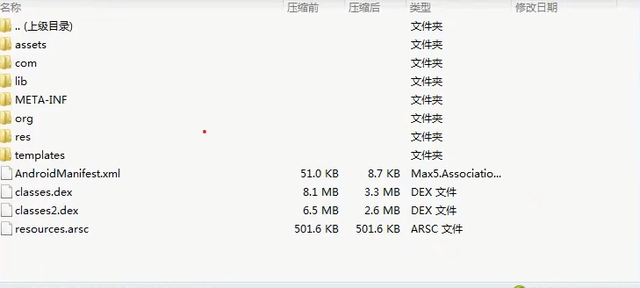 名称 压缩前 压缩后 类型 修改日期
.. (上级目录) 文件夹
assets 文件夹
com 文件夹
lib 文件夹
META-INF 文件夹
org 文件夹
res 文件夹
templates 文件夹
AndroidManifest.xml 51.0 KB 8.7 KB Max5.Associatio...
classes.dex 8.1 MB 3.3 MB DEX 文件
classes2.dex 6.5 MB 2.6 MB DEX 文件
resources.arsc 501.6 KB 501.6 KB ARSC 文件